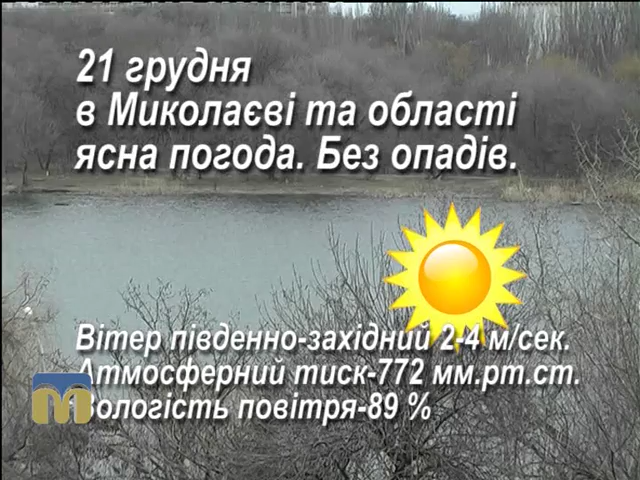 21 грудня
в Миколаєві та області
ясна погода. Без опадів.
Вітер південно-західний 2-4 м/сек.
Атмосферний тиск-772 мм.рт.ст.
Вологість повітря-89 %